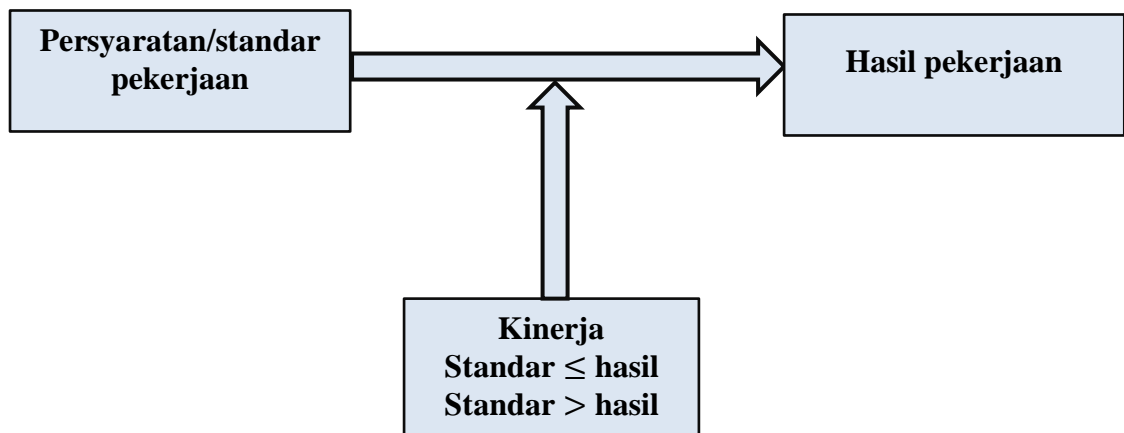 Persyaratan/standar
pekerjaan
Hasil pekerjaan
Kinerja
Standar ≤ hasil
Standar > hasil